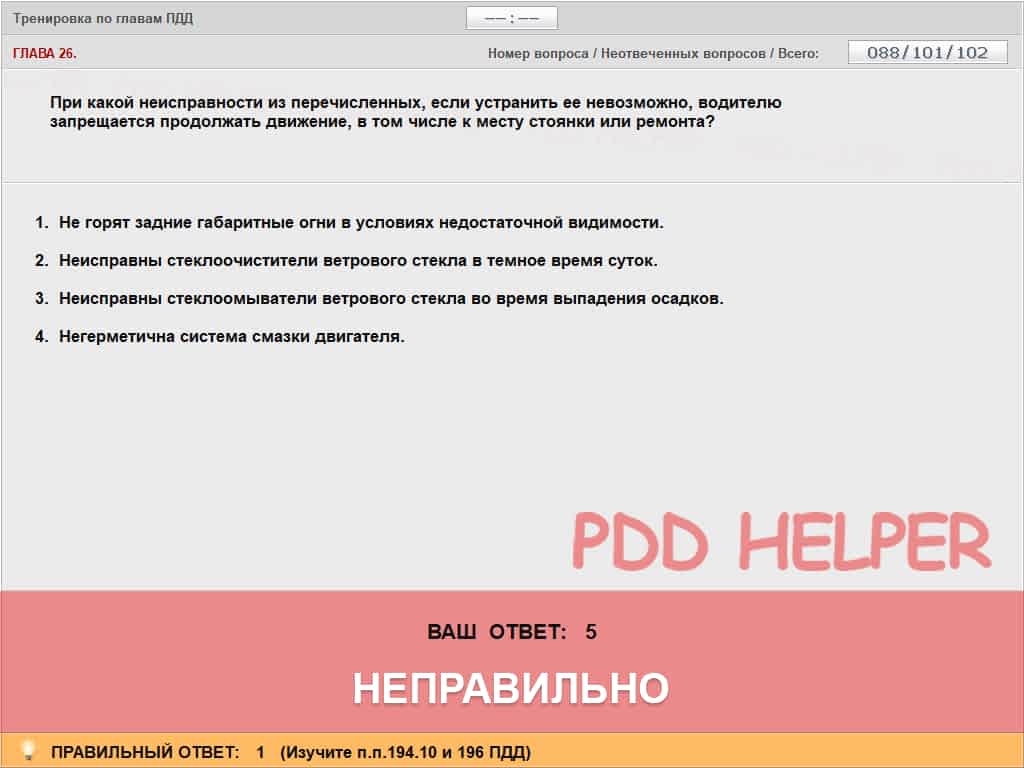 Тренировка по главам ПДД
—— : ——
ГЛАВА 26.
Номер вопроса / Неотвеченных вопросов / Всего: 088/101/102
При какой неисправности из перечисленных, если устранить ее невозможно, водителю
запрещается продолжать движение, в том числе к месту стоянки или ремонта?
1. Не горят задние габаритные огни в условиях недостаточной видимости.
2. Неисправны стеклоочистители ветрового стекла в темное время суток.
3. Неисправны стеклоомыватели ветрового стекла во время выпадения осадков.
4. Негерметична система смазки двигателя.
PDD HELPER
ВАШ ОТВЕТ: 5
НЕПРАВИЛЬНО
ПРАВИЛЬНЫЙ ОТВЕТ: 1 (Изучите п.п.194.10 и 196 ПДД)